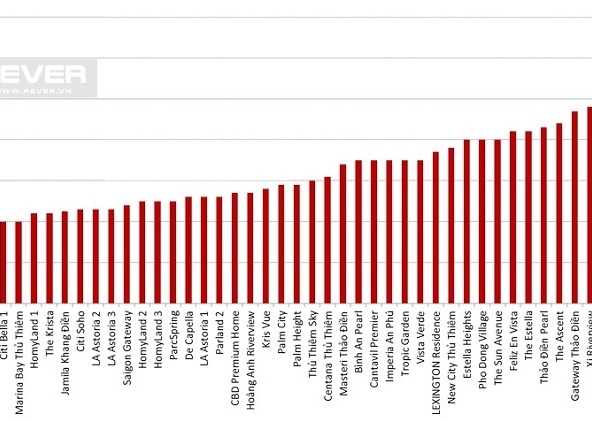 REVER
WWW.REVER.VN
Citi Bella 1
Marina Bay Thủ Thiêm
HomyLand 1
The Krista
Jamila Khang Điền
Citi Soho
LA Astoria 2
LA Astoria 3
Saigon Gateway
HomyLand 2
HomyLand 3
ParcSpring
De Capella
LA Astoria 1
Parland 2
CBD Premium Home
Hoàng Anh Riverview
Kris Vue
Palm City
Palm Height
Thủ Thiêm Sky
Centana Thủ Thiêm
Masteri Thảo Điền
Bình An Pearl
Cantavil Premier
Imperia An Phú
Tropic Garden
Vista Verde
LEXINGTON Residence
New City Thủ Thiêm
Estella Heights
Pho Dong Village
The Sun Avenue
Feliz En Vista
The Estella
Thảo Điền Pearl
The Ascent
Gateway Thảo Điền
Xi Riverview